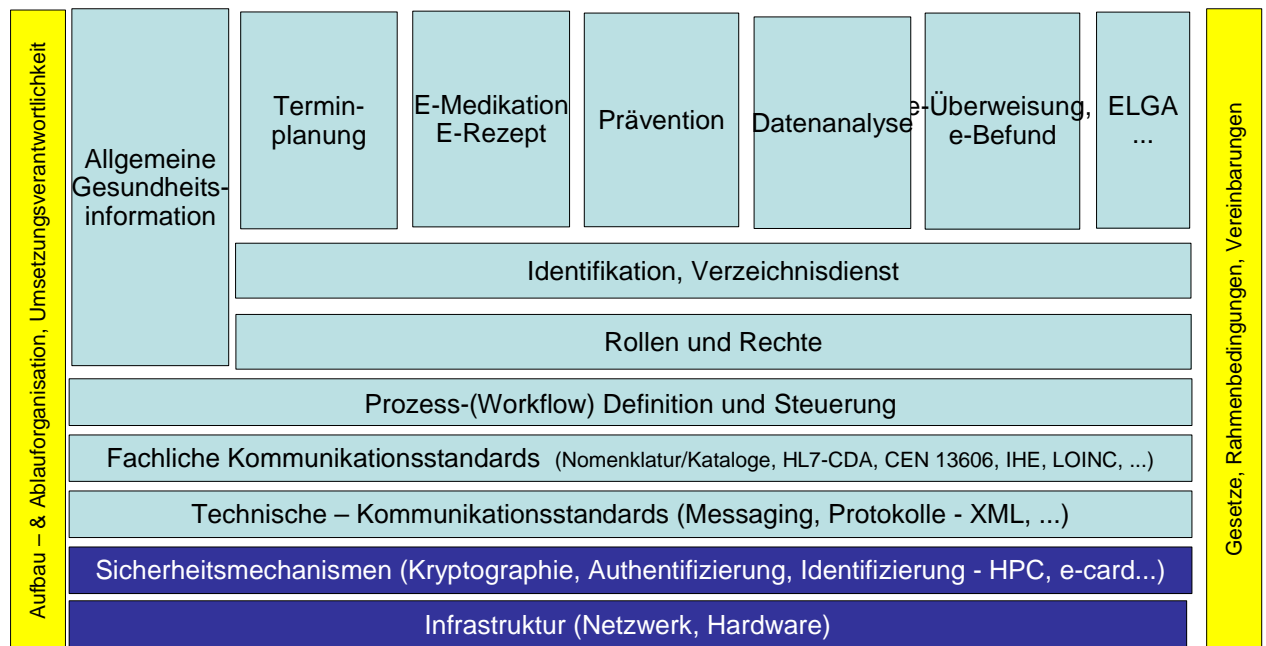 Aufbau – & Ablauforganisation, Umsetzungsverantwortlichkeit
Allgemeine
Gesundheits-
information
Termin-
planung
E-Medikation
E-Rezept
Prävention
Datenanalyse
e-Überweisung,
e-Befund
ELGA
...
Identifikation, Verzeichnisdienst
Rollen und Rechte
Prozess-(Workflow) Definition und Steuerung
Fachliche Kommunikationsstandards (Nomenklatur/Kataloge, HL7-CDA, CEN 13606, IHE, LOINC, ...)
Technische – Kommunikationsstandards (Messaging, Protokolle - XML, ...)
Sicherheitsmechanismen (Kryptographie, Authentifizierung, Identifizierung - HPC, e-card...)
Infrastruktur (Netzwerk, Hardware)
Gesetze, Rahmenbedingungen, Vereinbarungen